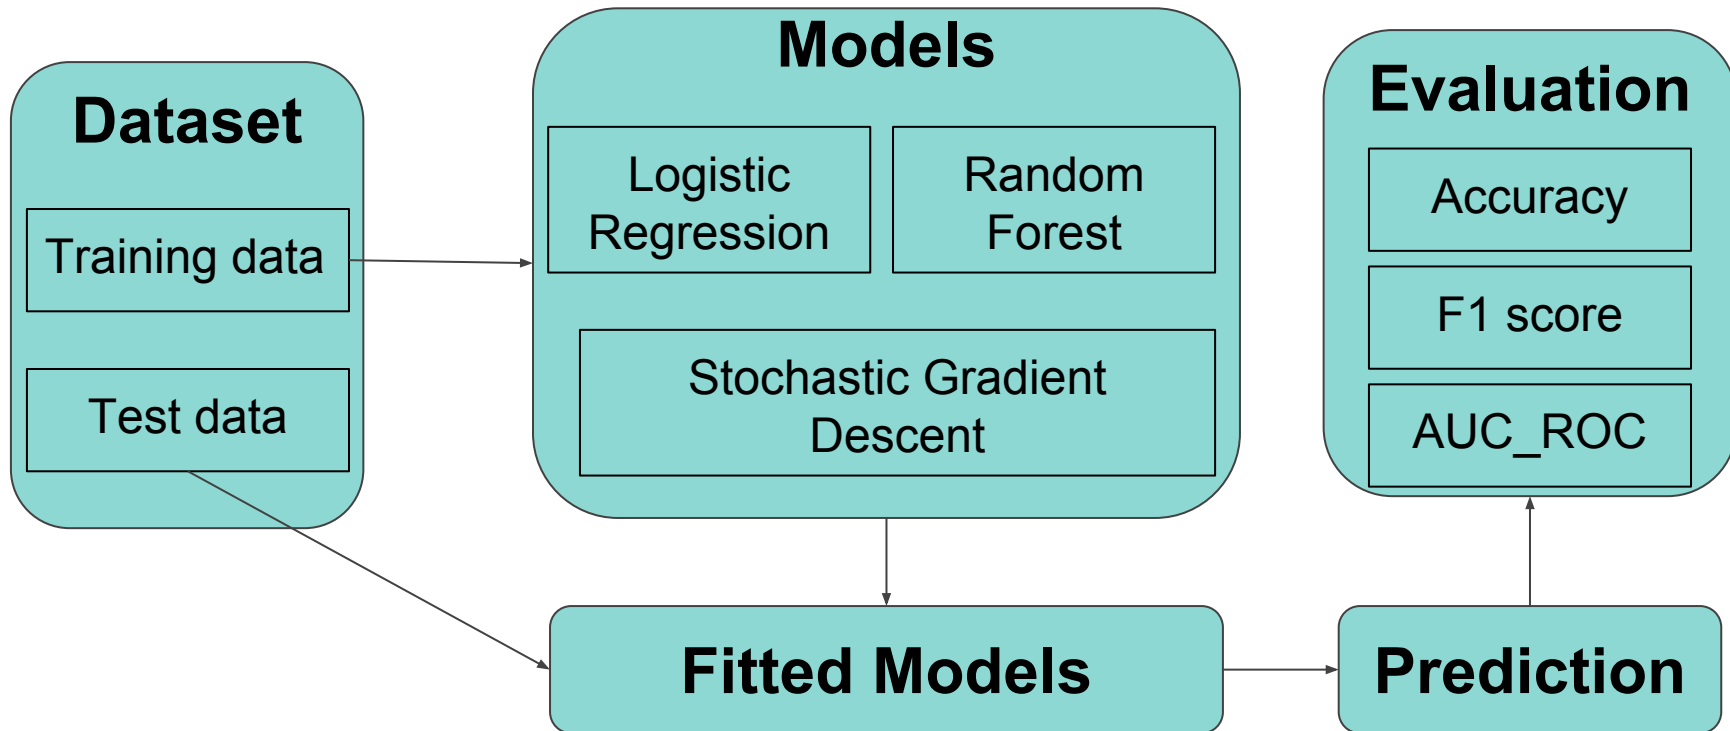 Dataset
Training data
Test data
Models
Logistic
Regression
Random
Forest
Stochastic Gradient
Descent
Fitted Models
Prediction
Evaluation
Accuracy
F1 score
AUC_ROC